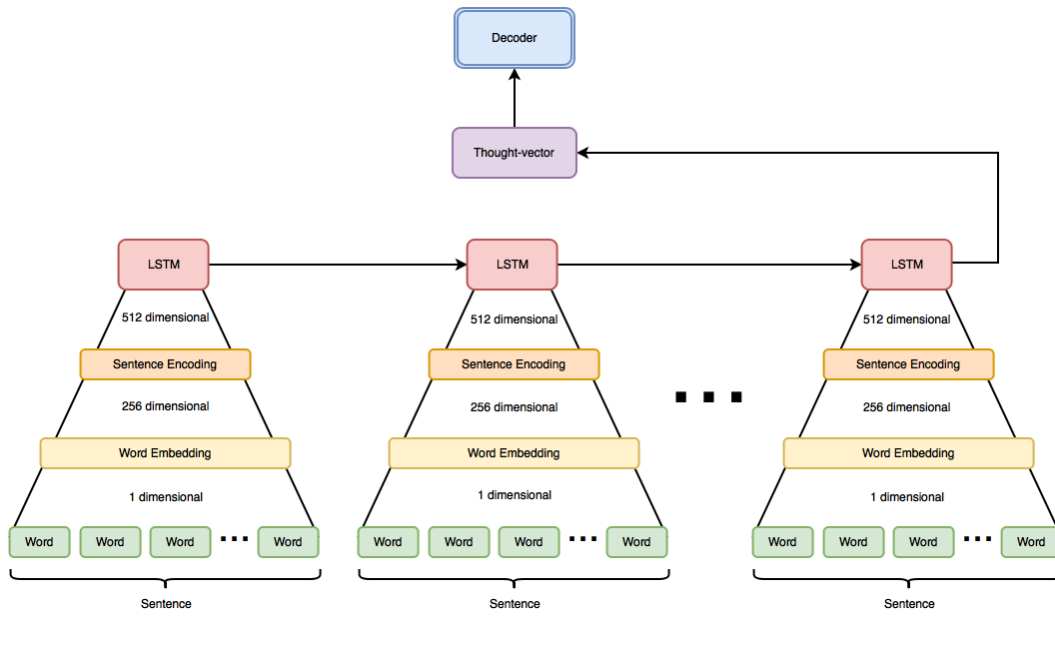 Decoder
Thought-vector
LSTM LSTM LSTM
512 dimensional 512 dimensional 512 dimensional
Sentence Encoding Sentence Encoding Sentence Encoding
256 dimensional 256 dimensional 256 dimensional
Word Embedding Word Embedding Word Embedding
1 dimensional 1 dimensional 1 dimensional
Word Word Word ... Word Word Word Word ... Word Word Word Word ... Word
Sentence Sentence Sentence